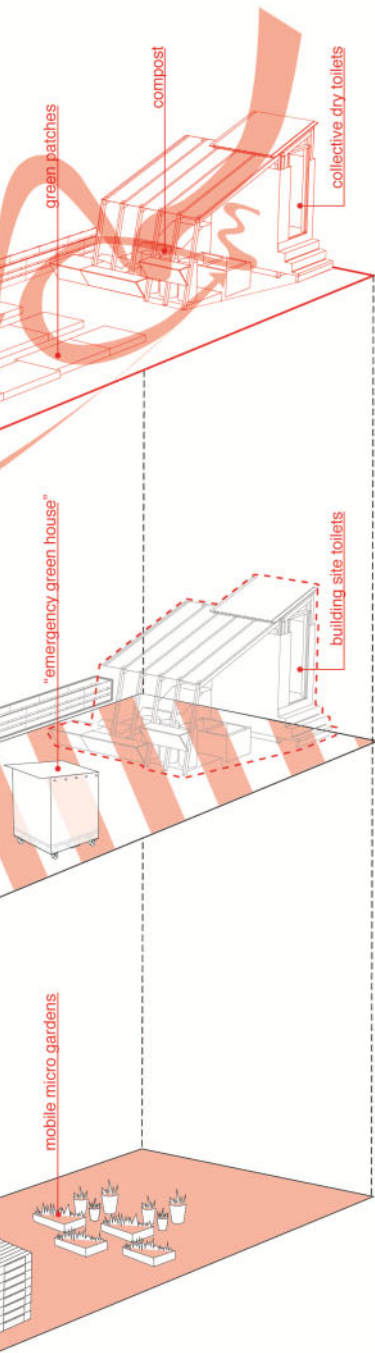 green patches
compost
collective dry toilets
"emergency green house"
building site toilets
mobile micro gardens